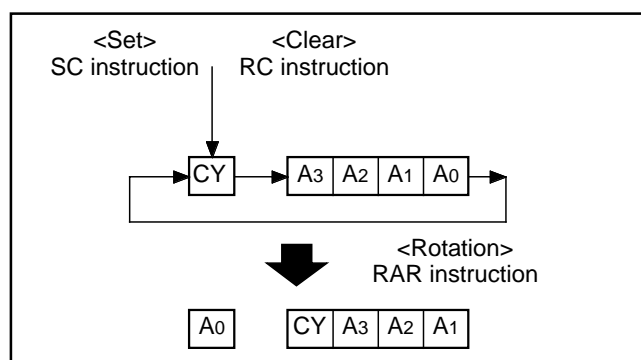 <Set> <Clear>
SC instruction RC instruction
CY A3 A2 A1 A0
<Rotation>
RAR instruction
A0 CY A3 A2 A1